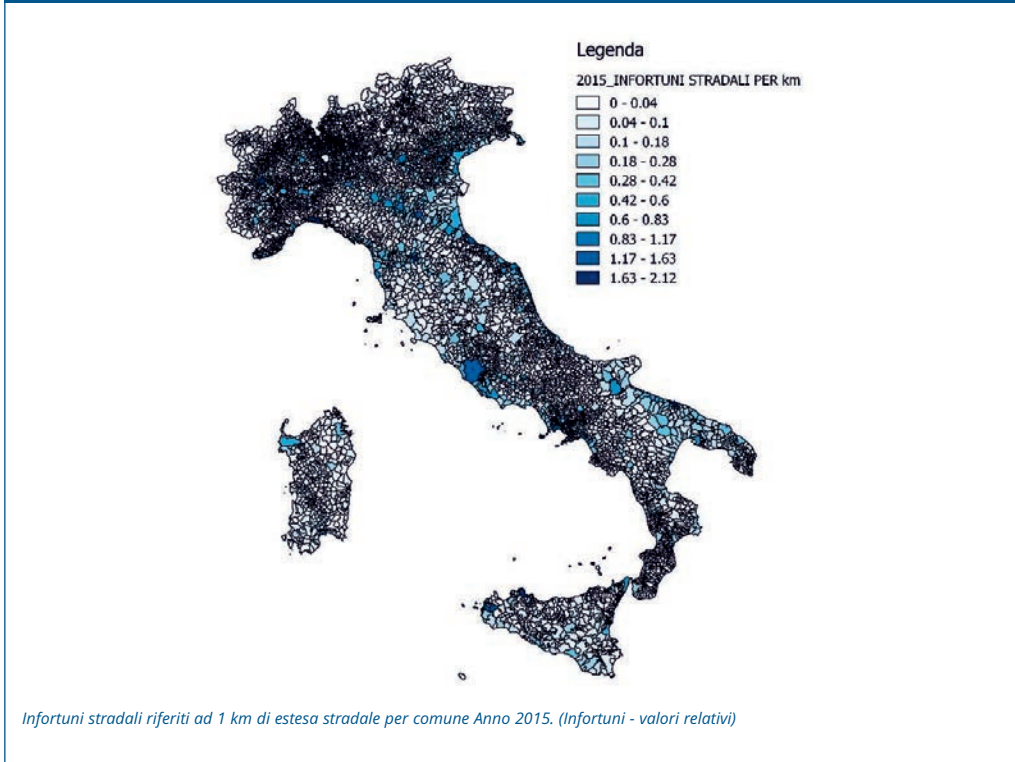 Legenda
2015_INFORTUNI STRADALI PER km
0 - 0.04
0.04 - 0.1
0.1 - 0.18
0.18 - 0.28
0.28 - 0.42
0.42 - 0.6
0.6 - 0.83
0.83 - 1.17
1.17 - 1.63
1.63 - 2.12
Infortuni stradali riferiti ad 1 km di estesa stradale per comune Anno 2015. (Infortuni - valori relativi)